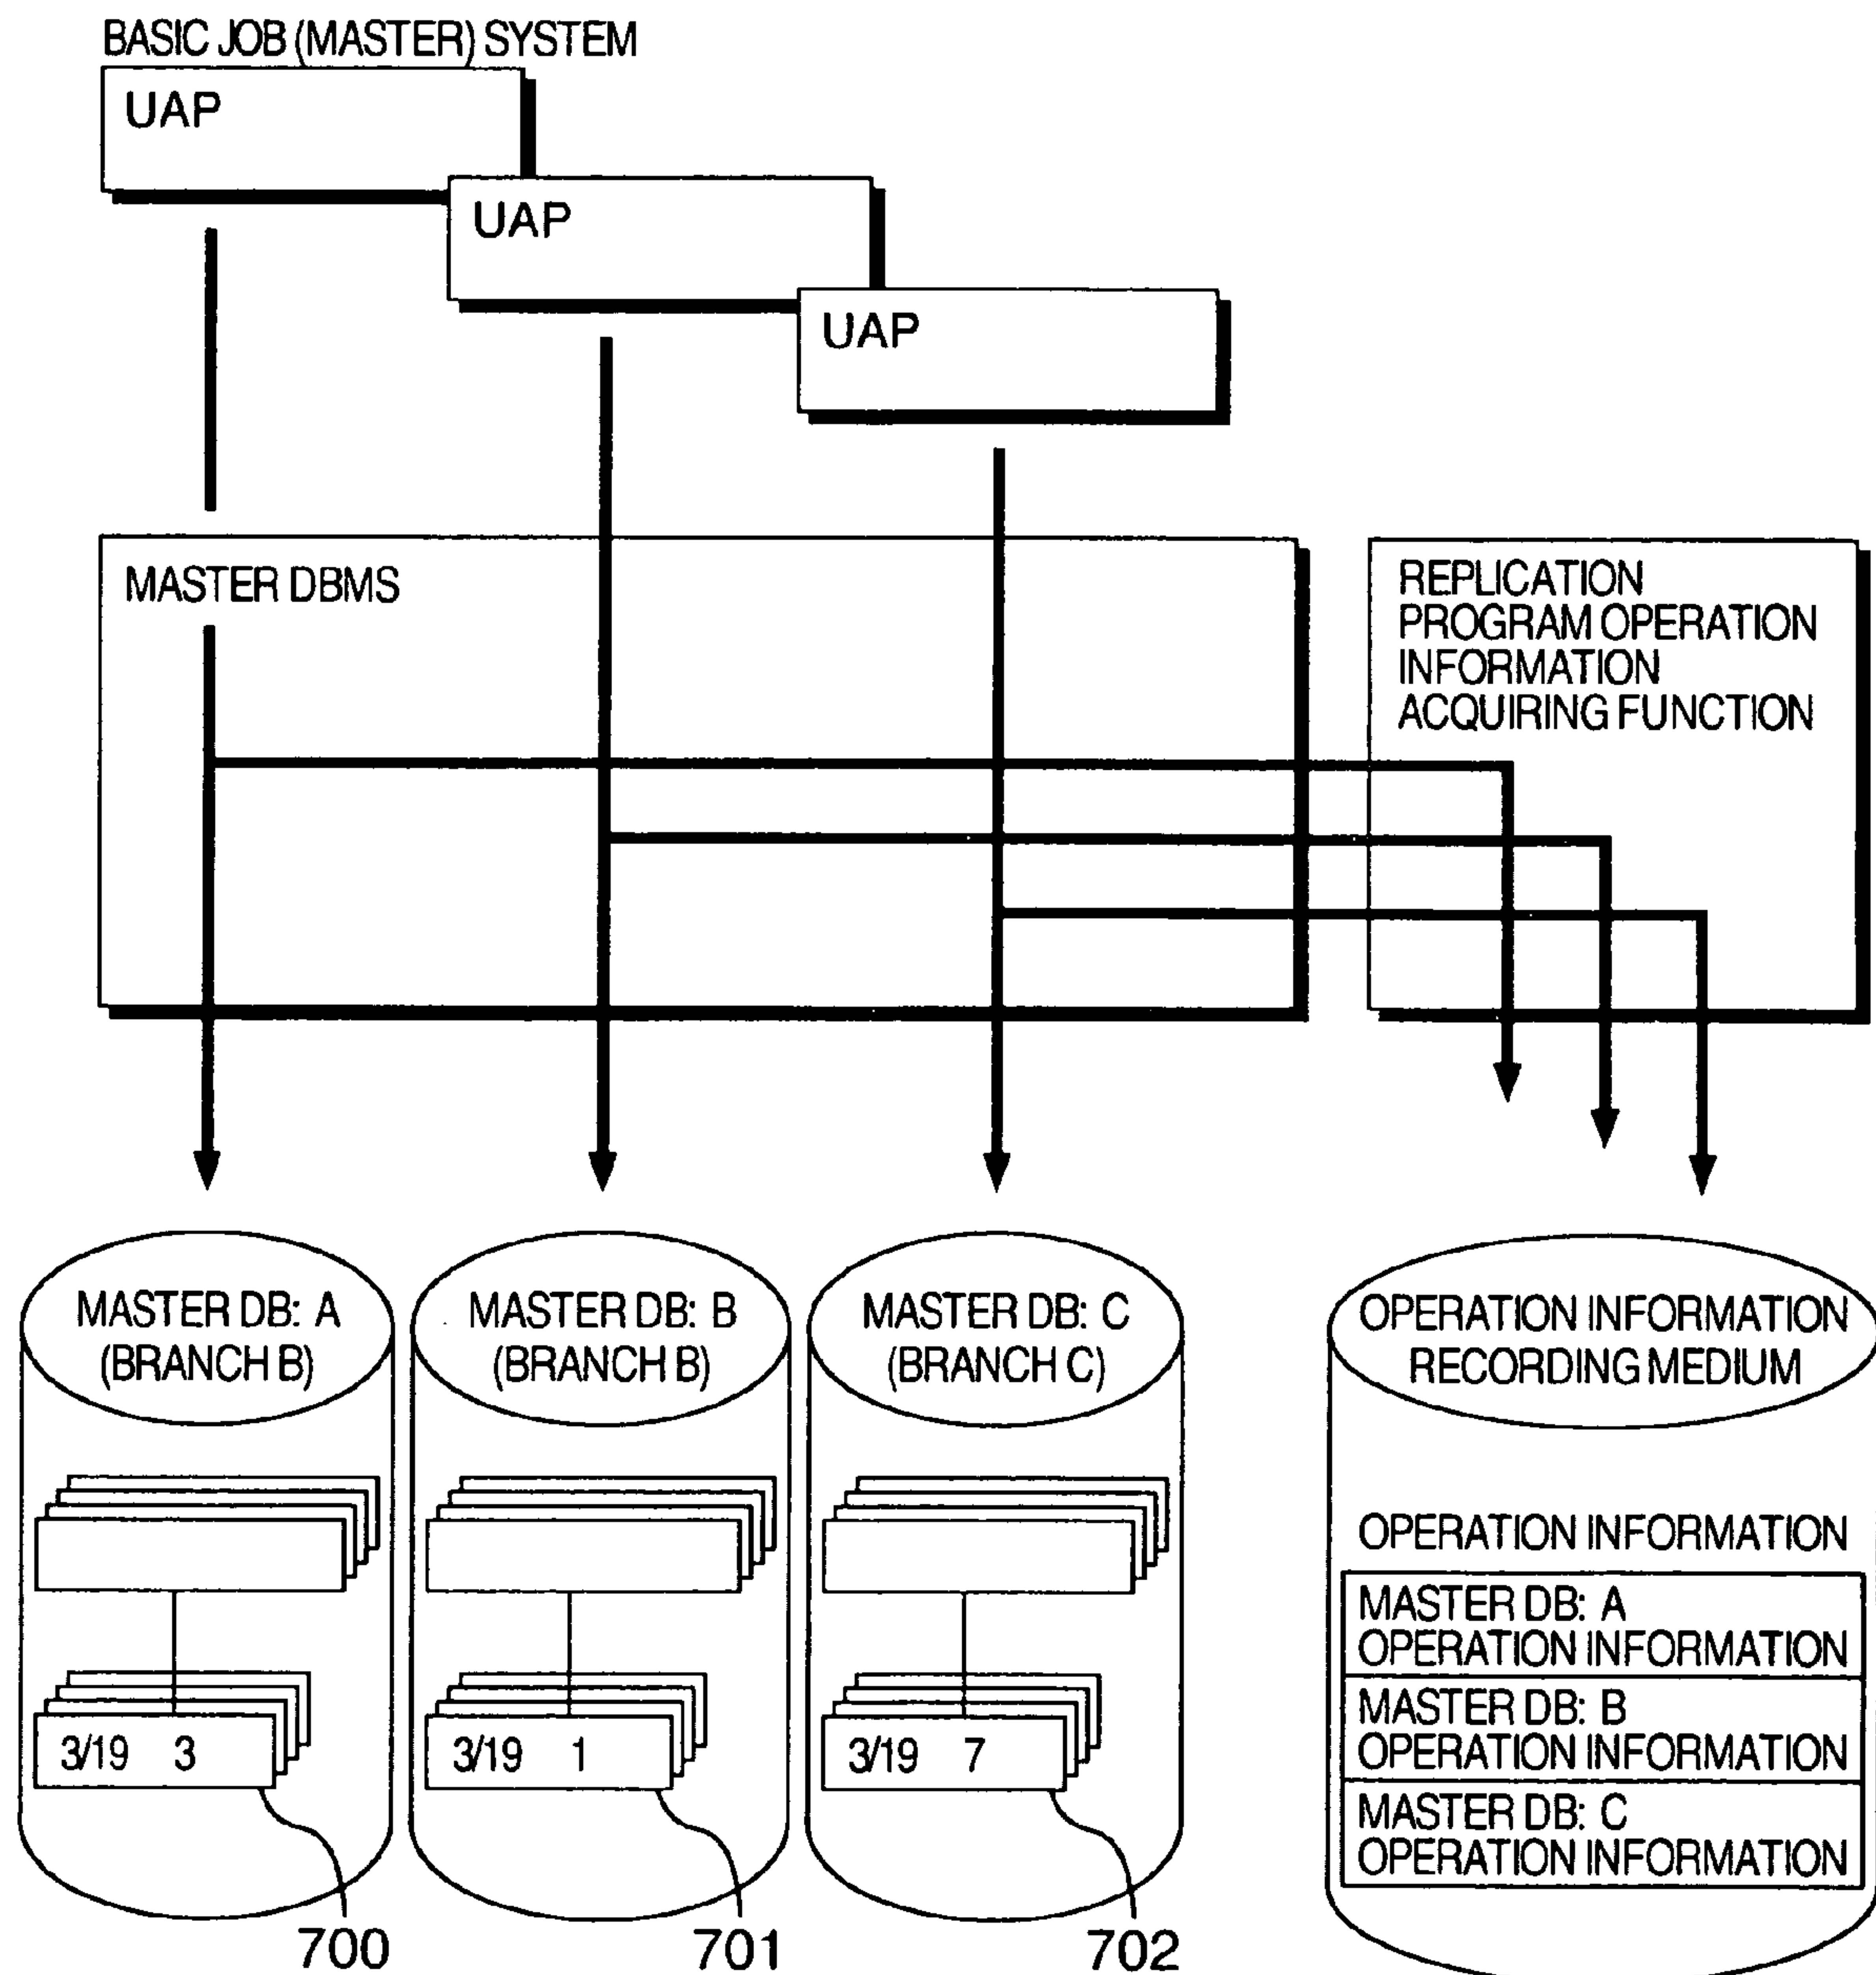 BASIC JOB (MASTER) SYSTEM
UAP
UAP
UAP
MASTER DBMS
REPLICATION
PROGRAM OPERATION
INFORMATION
ACQUIRING FUNCTION
MASTER DB: A
(BRANCH B)
MASTER DB: B
(BRANCH B)
MASTER DB: C
(BRANCH C)
OPERATION INFORMATION
RECORDING MEDIUM
OPERATION INFORMATION
MASTER DB: A
OPERATION INFORMATION
MASTER DB: B
OPERATION INFORMATION
MASTER DB: C
OPERATION INFORMATION
3/19 3
3/19 1
3/19 7
700
701
702